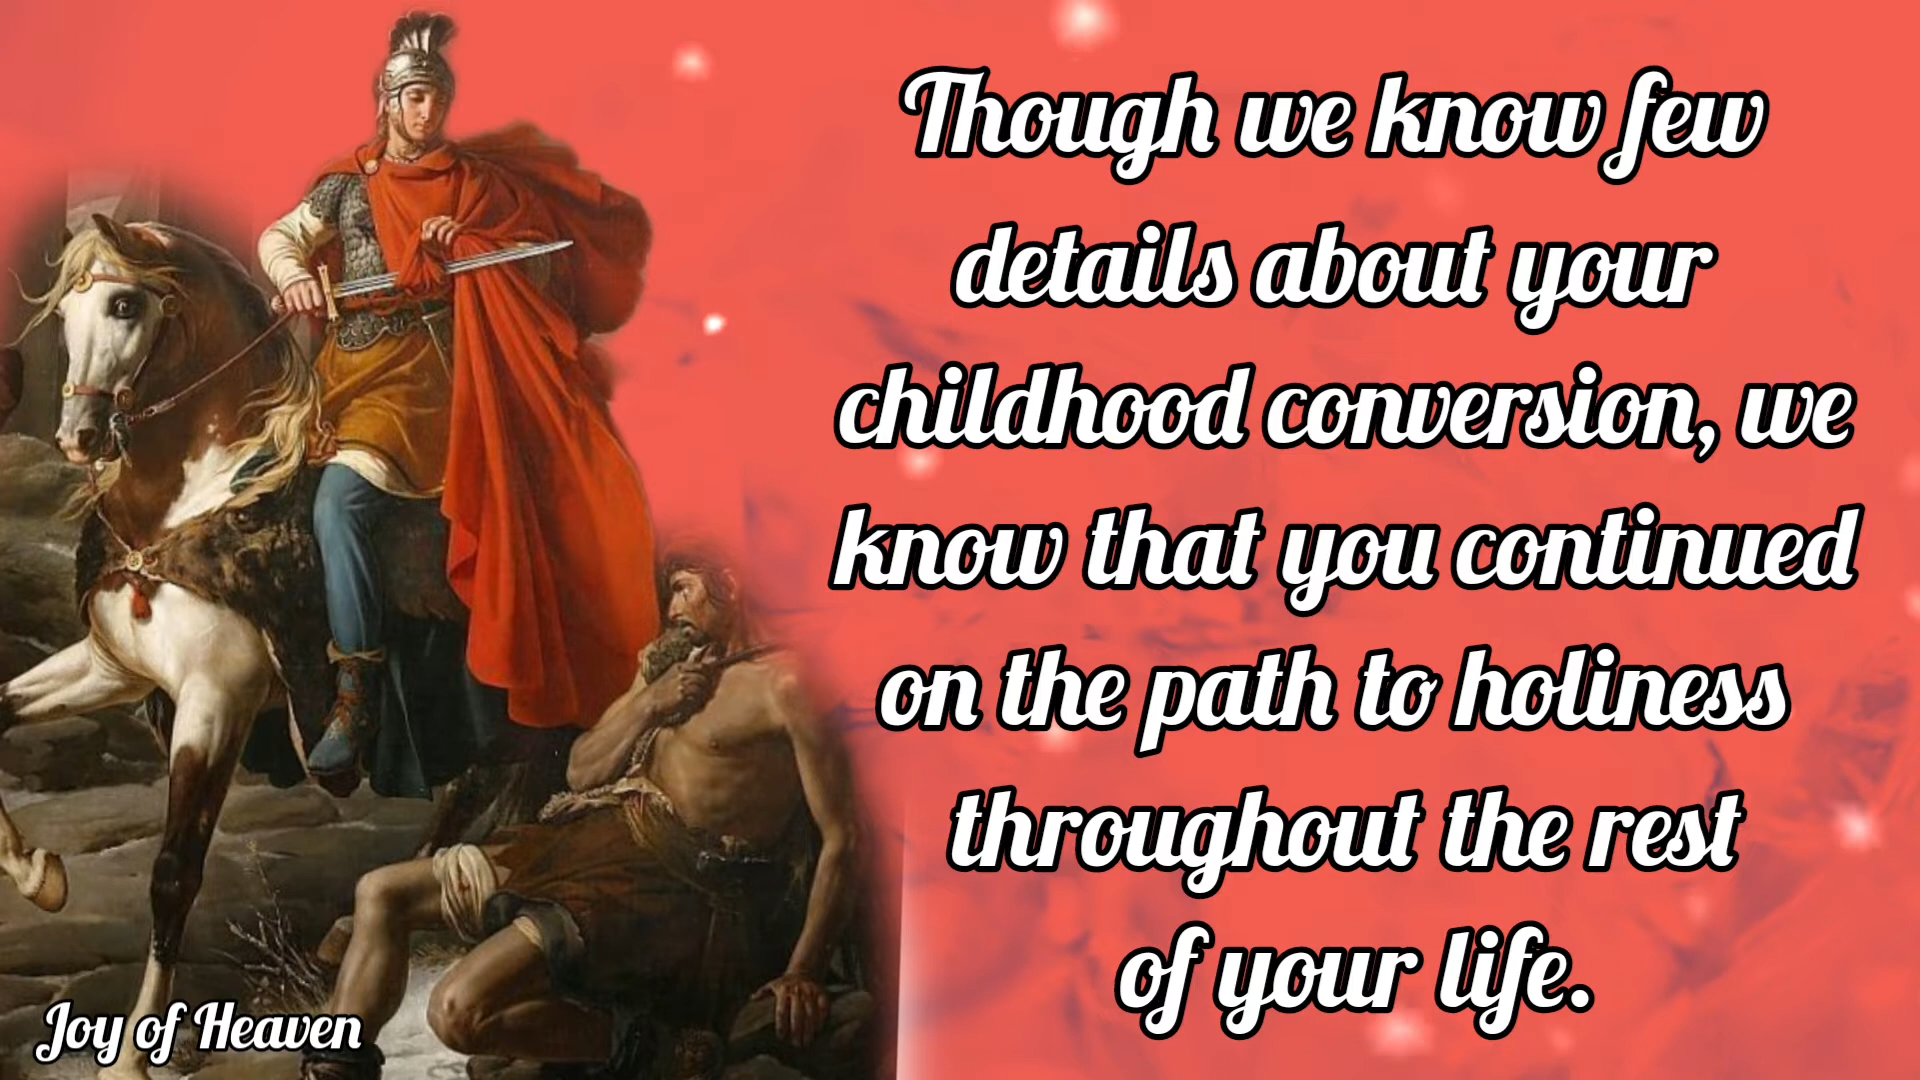 Though we know few
details about your
childhood conversion, we
know that you continued
on the path to holiness
throughout the rest
of your life.
Joy of Heaven